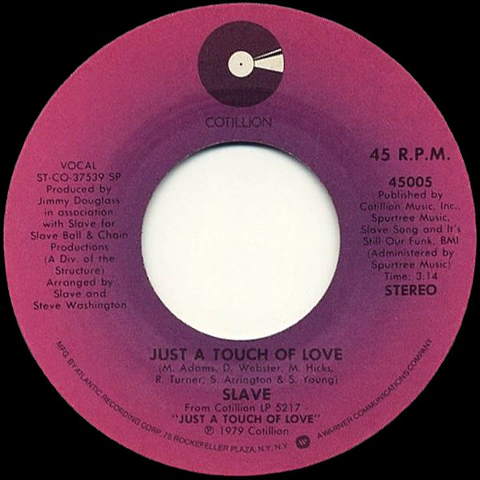 COTILLION
VOCAL
ST-CO-37539 SP
Produced by
Jimmy Douglass
in association
with Slave for
Slave Ball & Chain
Productions
(A Div. of the
Structure)
Arranged by
Slave and
Steve Washington
45 R.P.M.
45005
Published by
Cotillion Music, Inc.,
Spurtree Music,
Slave Song and It's
Still Our Funk, BMI
(Administered by
Spurtree Music)
Time: 3:14
STEREO
JUST A TOUCH OF LOVE
(M. Adams, D. Webster, M. Hicks,
R. Turner, S. Arrington & S. Young)
SLAVE
From Cotillion LP 5217 -
"JUST A TOUCH OF LOVE"
℗ 1979 Cotillion
MFG. BY ATLANTIC RECORDING CORP. 75 ROCKEFELLER PLAZA, N.Y. N.Y. A WARNER COMMUNICATIONS COMPANY